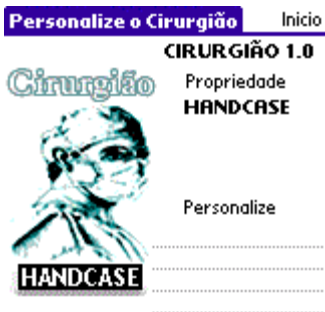 Personalize o Cirurgião Inicio
CIRURGIÃO 1.0
Cirurgião
Propriedade
HANDCASE
Personalize
HANDCASE